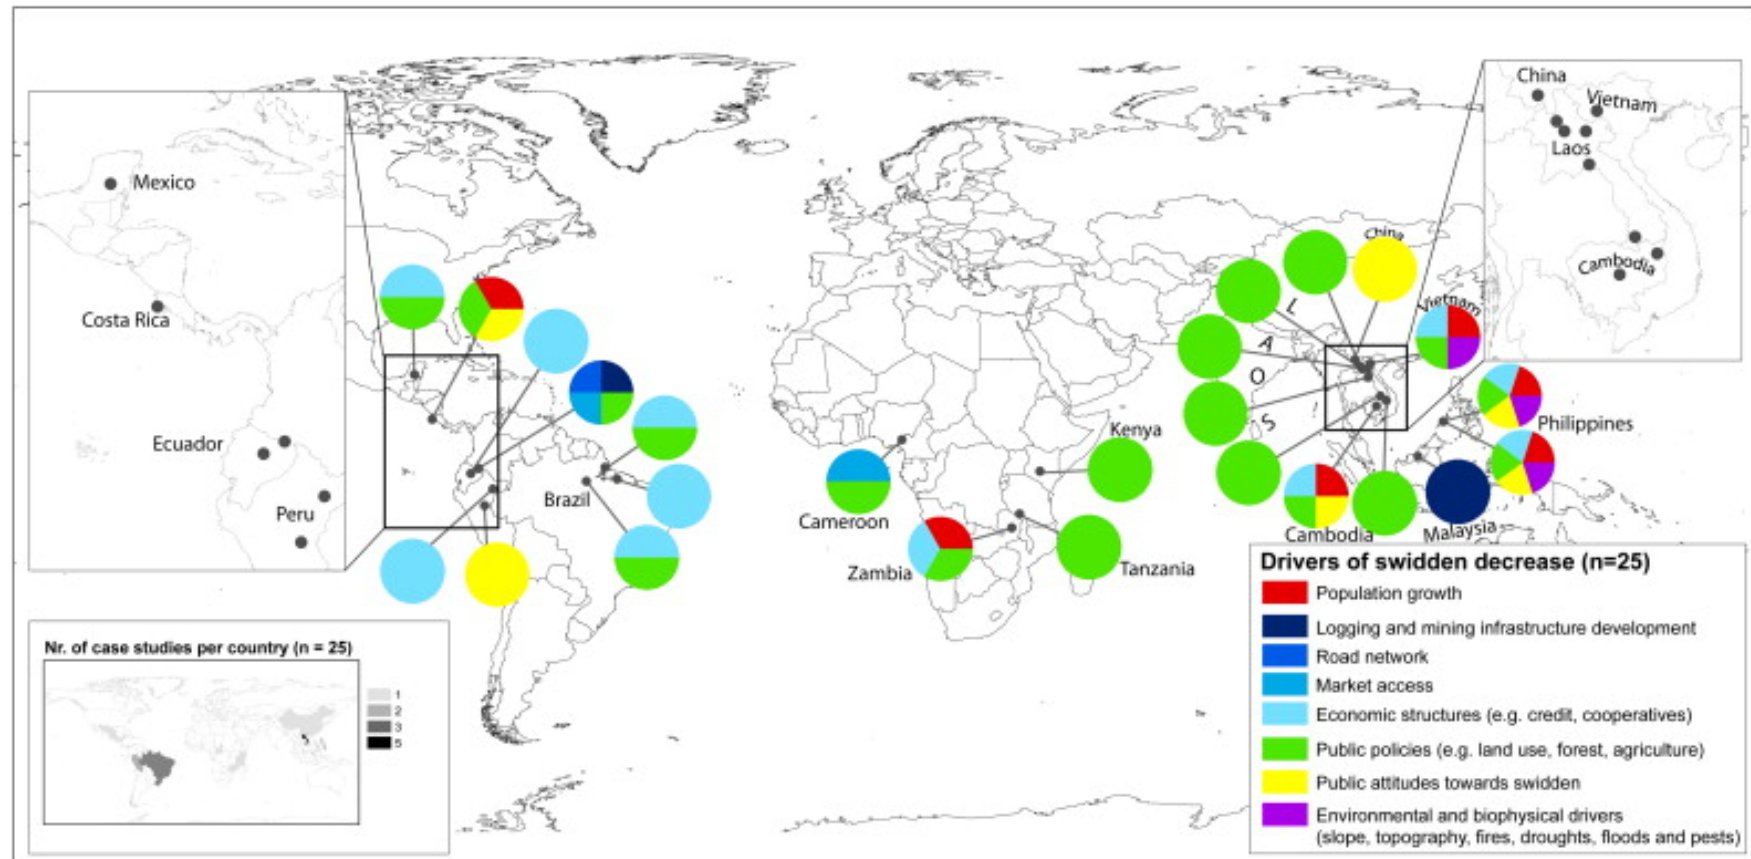 China
Vietnam
Laos
Cambodia
Mexico
Costa Rica
Ecuador
Peru
China
Vietnam
L
A
O
S
Philippines
Kenya
Brazil
Cameroon
Cambodia
Malaysia
Zambia
Tanzania
Drivers of swidden decrease (n=25)
Population growth
Logging and mining infrastructure development
Road network
Market access
Economic structures (e.g. credit, cooperatives)
Public policies (e.g. land use, forest, agriculture)
Public attitudes towards swidden
Environmental and biophysical drivers
(slope, topography, fires, droughts, floods and pests)
Nr. of case studies per country (n = 25)
1
2
3
5